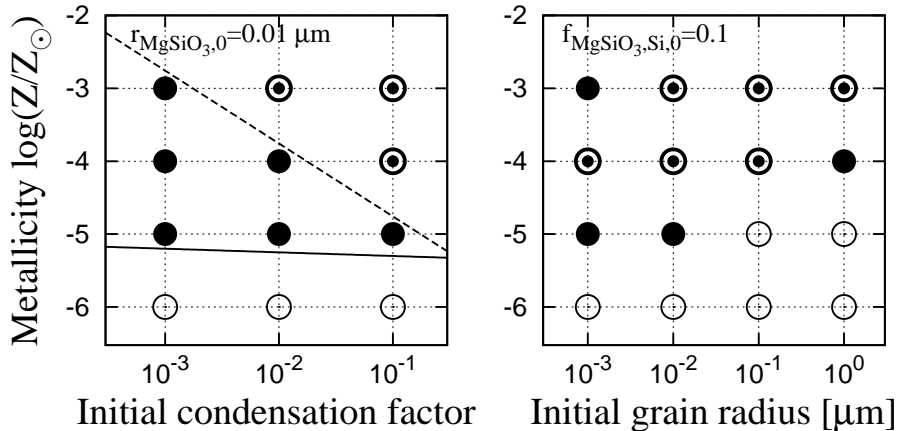 Metallicity log(Z/Z☉)
-2
-3
-4
-5
-6
r_MgSiO₃,0=0.01 μm
10⁻³ 10⁻² 10⁻¹
Initial condensation factor
-2
-3
-4
-5
-6
f_MgSiO₃,Si,0=0.1
10⁻³ 10⁻² 10⁻¹ 10⁰
Initial grain radius [μm]